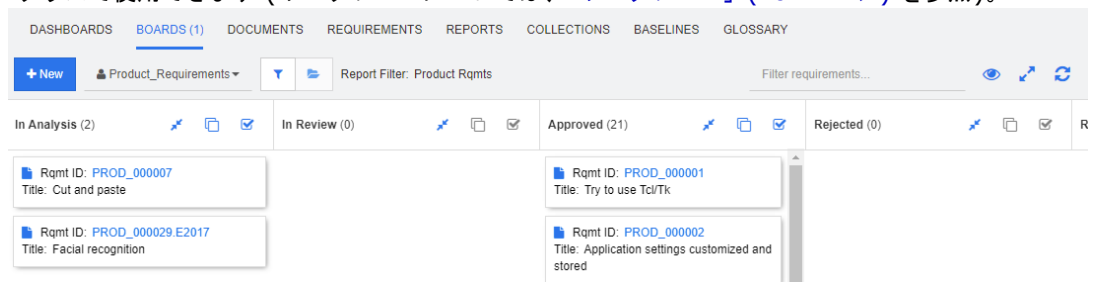 DASHBOARDS BOARDS (1) DOCUMENTS REQUIREMENTS REPORTS COLLECTIONS BASELINES GLOSSARY
+ New Product_Requirements Report Filter: Product Rqmts Filter requirements...
In Analysis (2) In Review (0) Approved (21) Rejected (0) R
Rqmt ID: PROD_000007
Title: Cut and paste
Rqmt ID: PROD_000029.E2017
Title: Facial recognition
Rqmt ID: PROD_000001
Title: Try to use Tcl/Tk
Rqmt ID: PROD_000002
Title: Application settings customized and
stored